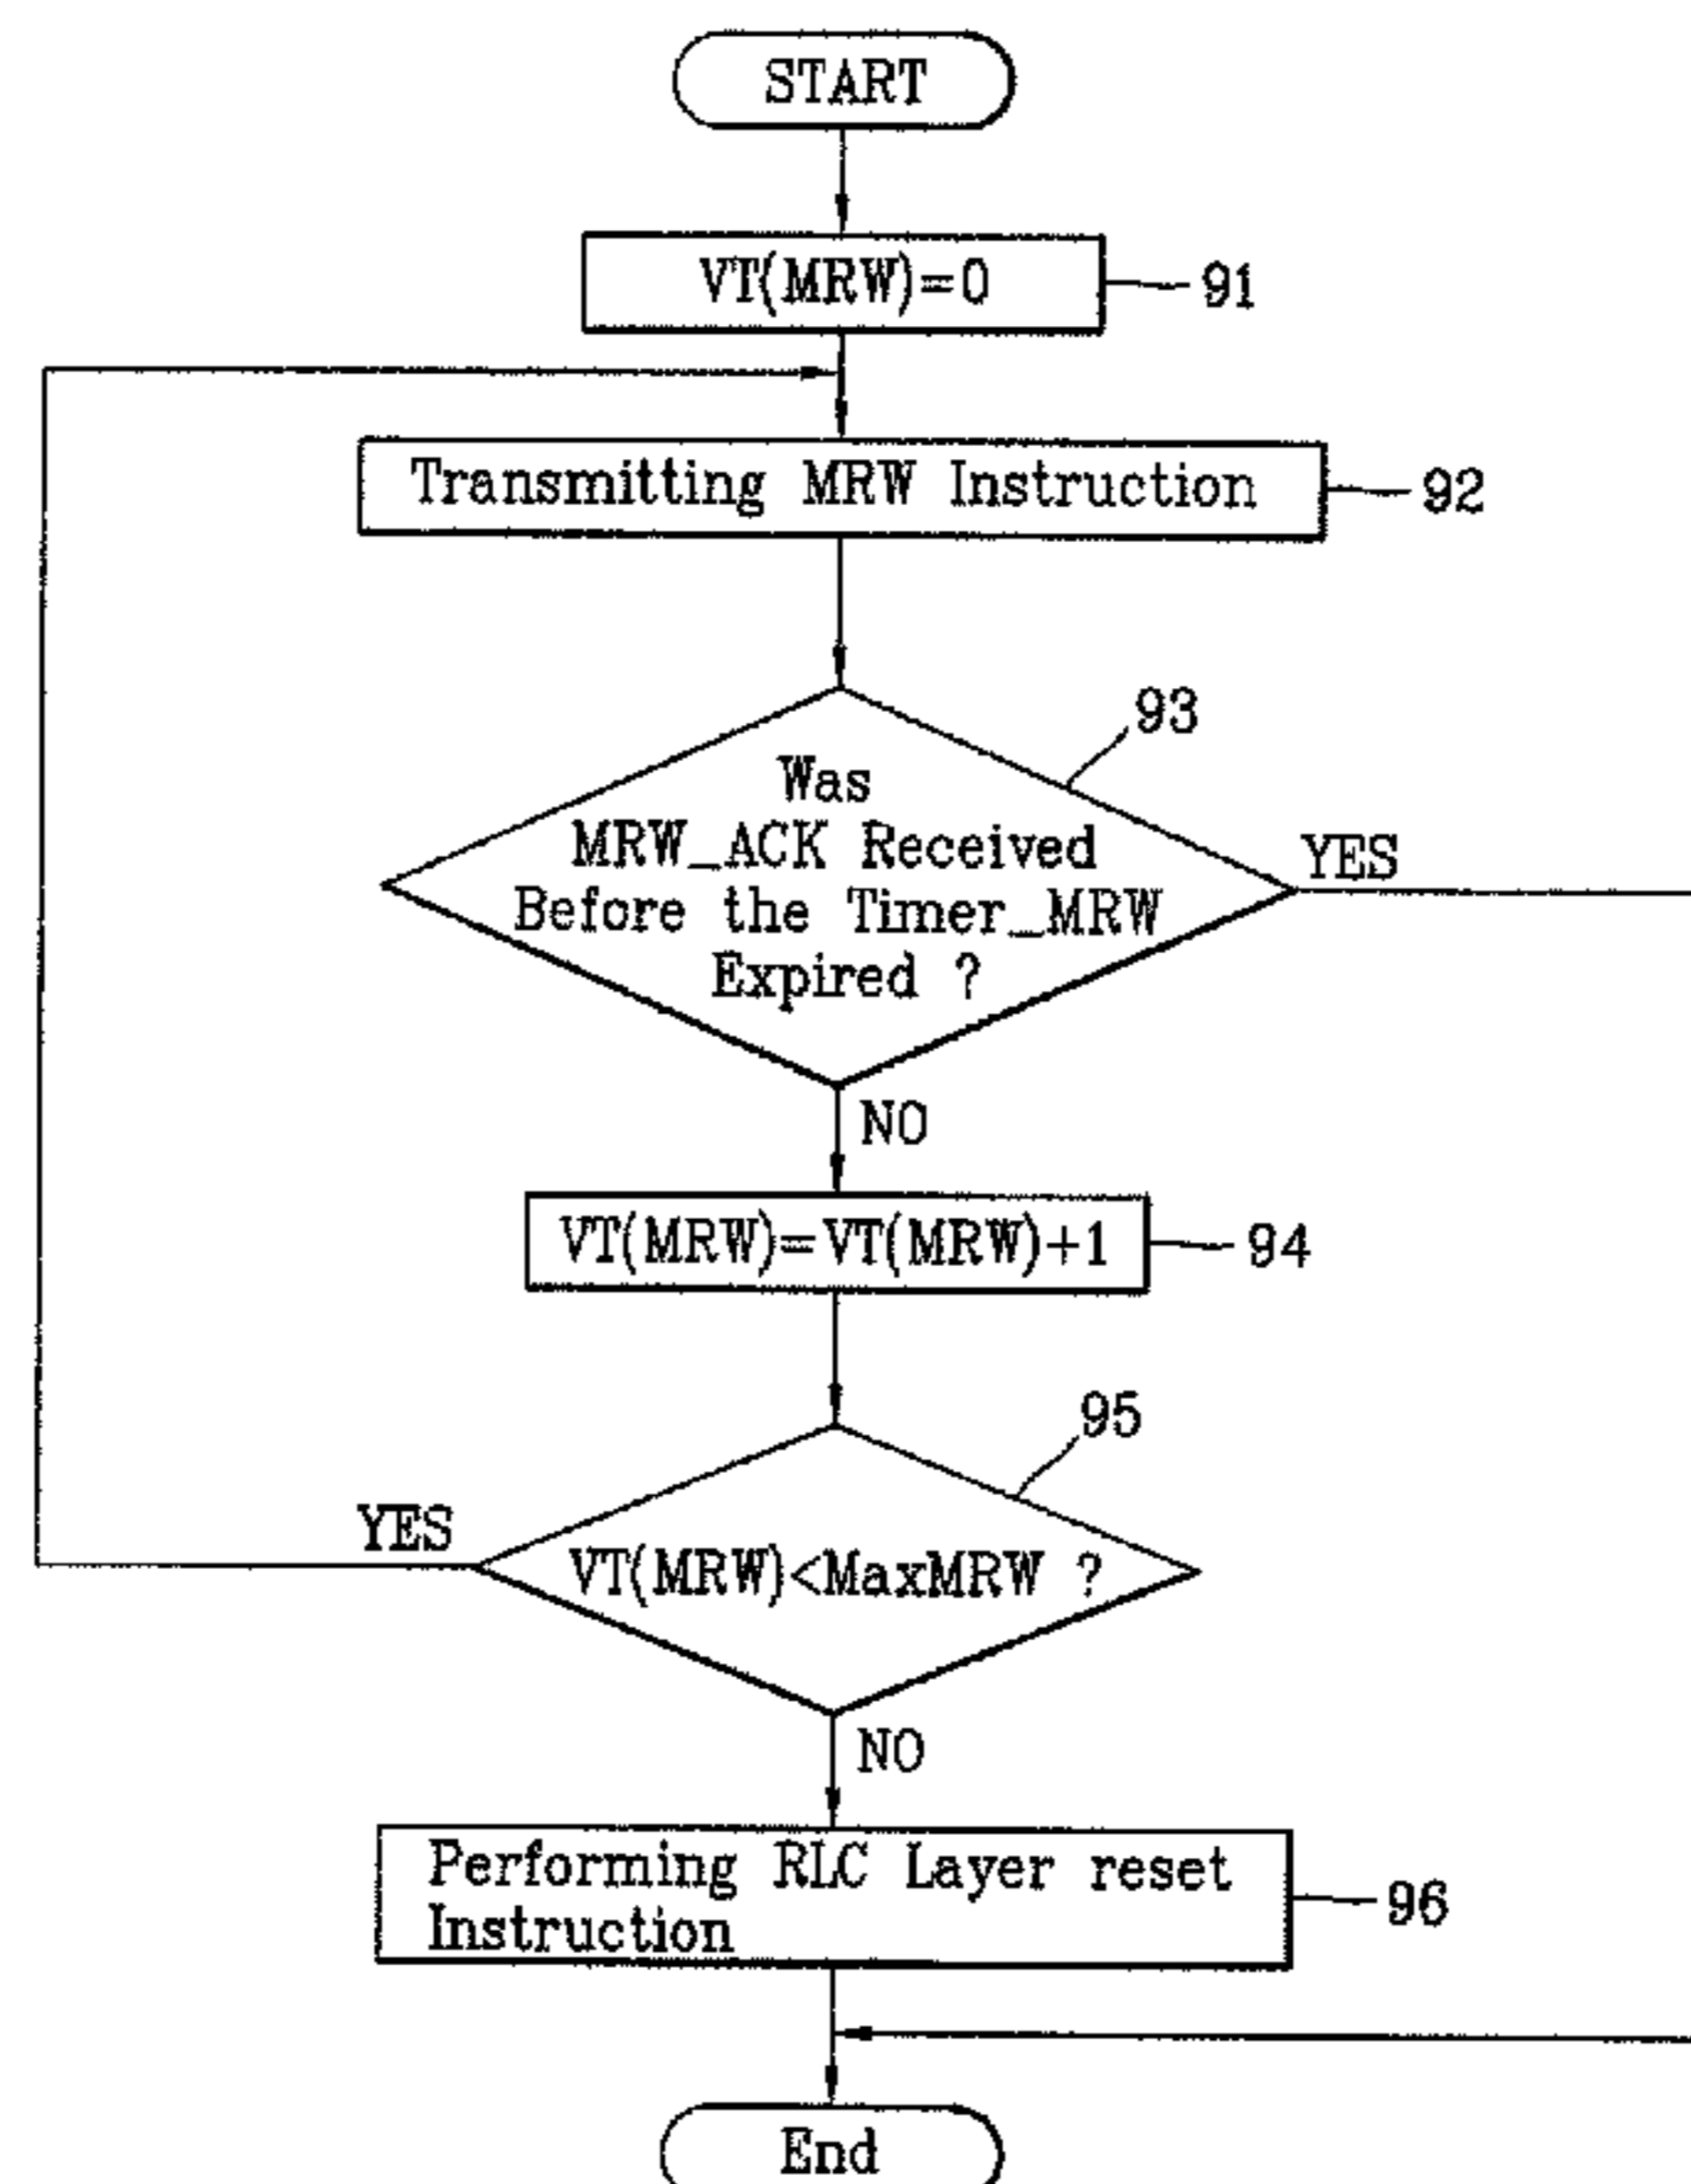 START
VT(MRW)=0
91
Transmitting MRW Instruction
92
93
Was
MRW_ACK Received
Before the Timer_MRW
Expired ?
YES
NO
VT(MRW)=VT(MRW)+1
94
95
YES
VT(MRW)<MaxMRW ?
NO
Performing RLC Layer reset
Instruction
96
End